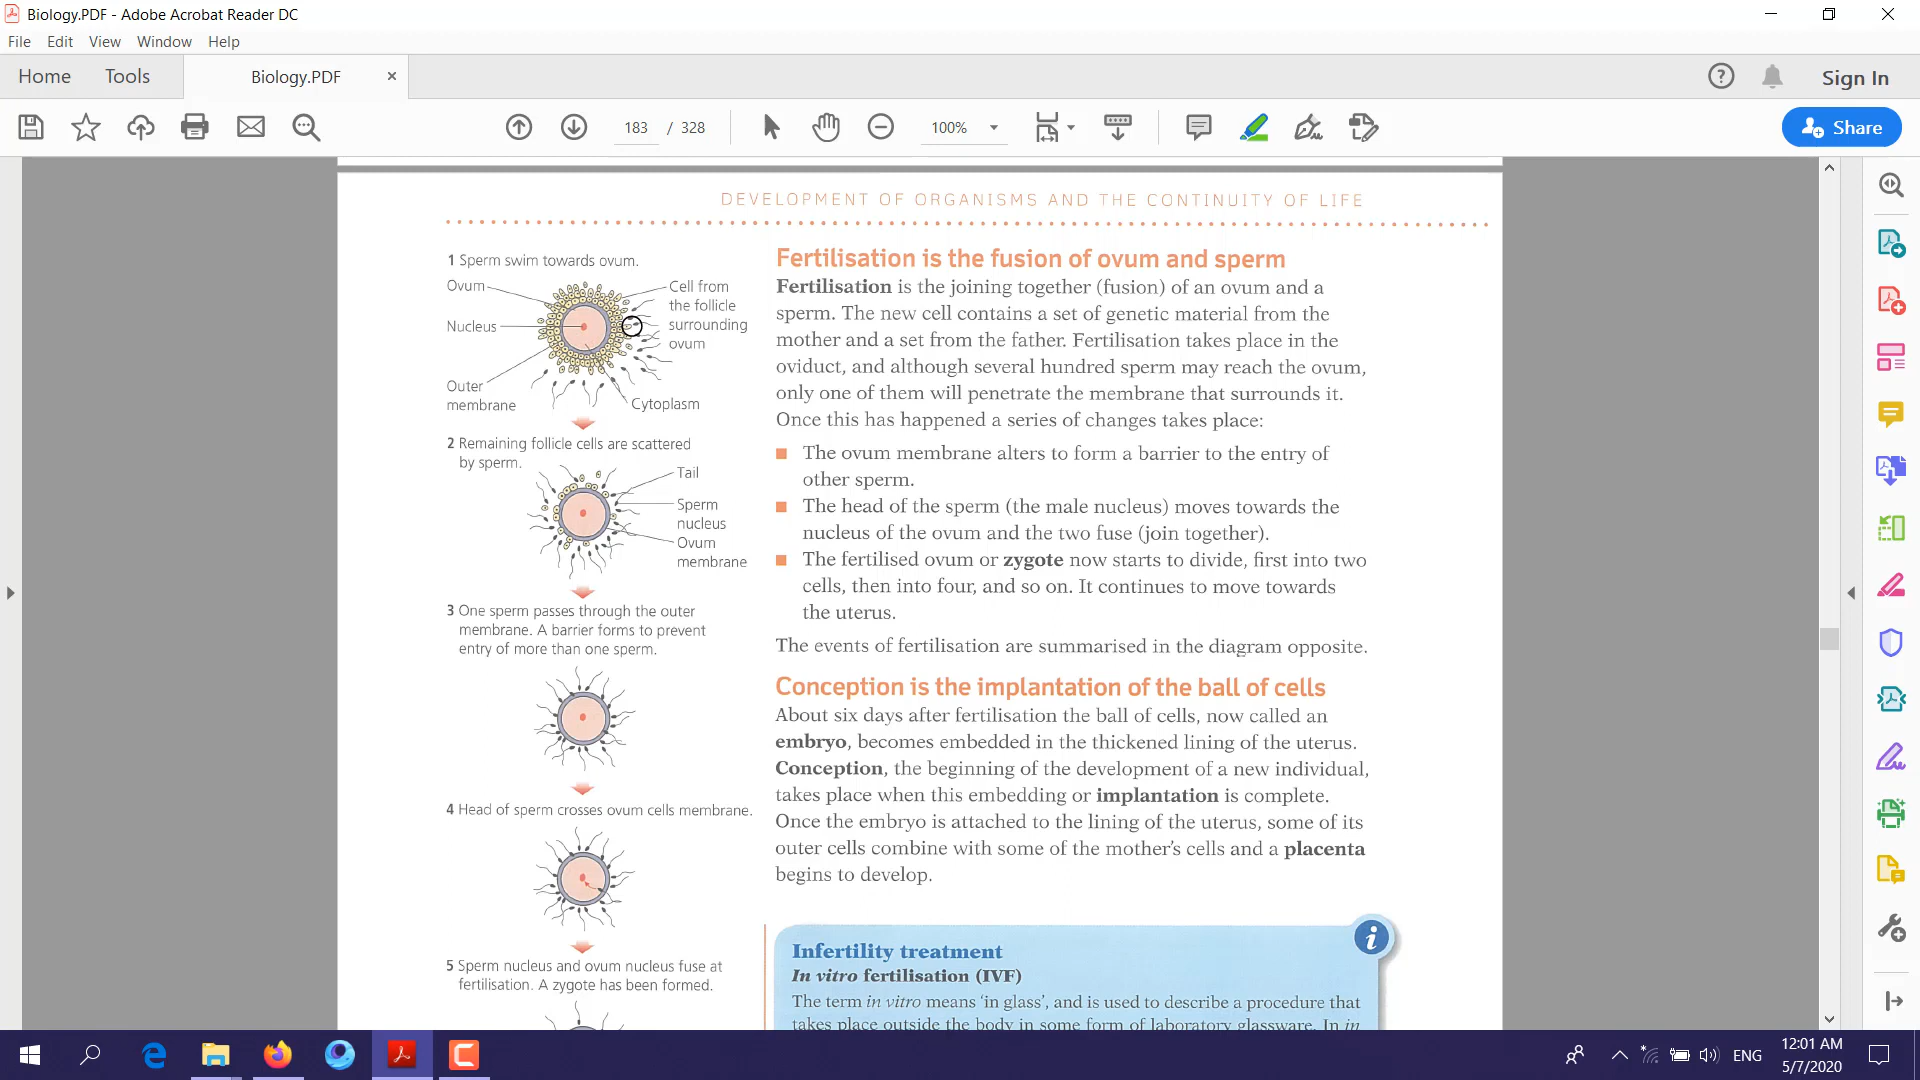 Biology.PDF - Adobe Acrobat Reader DC
File Edit View Window Help
Home Tools Biology.PDF × Sign In
183 / 328 100% Share
DEVELOPMENT OF ORGANISMS AND THE CONTINUITY OF LIFE
1 Sperm swim towards ovum.
Ovum
Nucleus
Outer
membrane
Cell from
the follicle
surrounding
ovum
Cytoplasm
2 Remaining follicle cells are scattered
by sperm.
Tail
Sperm
nucleus
Ovum
membrane
3 One sperm passes through the outer
membrane. A barrier forms to prevent
entry of more than one sperm.
4 Head of sperm crosses ovum cells membrane.
5 Sperm nucleus and ovum nucleus fuse at
fertilisation. A zygote has been formed.
Fertilisation is the fusion of ovum and sperm
Fertilisation is the joining together (fusion) of an ovum and a
sperm. The new cell contains a set of genetic material from the
mother and a set from the father. Fertilisation takes place in the
oviduct, and although several hundred sperm may reach the ovum,
only one of them will penetrate the membrane that surrounds it.
Once this has happened a series of changes takes place:
The ovum membrane alters to form a barrier to the entry of
other sperm.
The head of the sperm (the male nucleus) moves towards the
nucleus of the ovum and the two fuse (join together).
The fertilised ovum or zygote now starts to divide, first into two
cells, then into four, and so on. It continues to move towards
the uterus.
The events of fertilisation are summarised in the diagram opposite.
Conception is the implantation of the ball of cells
About six days after fertilisation the ball of cells, now called an
embryo, becomes embedded in the thickened lining of the uterus.
Conception, the beginning of the development of a new individual,
takes place when this embedding or implantation is complete.
Once the embryo is attached to the lining of the uterus, some of its
outer cells combine with some of the mother's cells and a placenta
begins to develop.
i
Infertility treatment
In vitro fertilisation (IVF)
The term in vitro means 'in glass', and is used to describe a procedure that
takes place outside the body in some form of laboratory glassware. In in
ENG
12:01 AM
5/7/2020